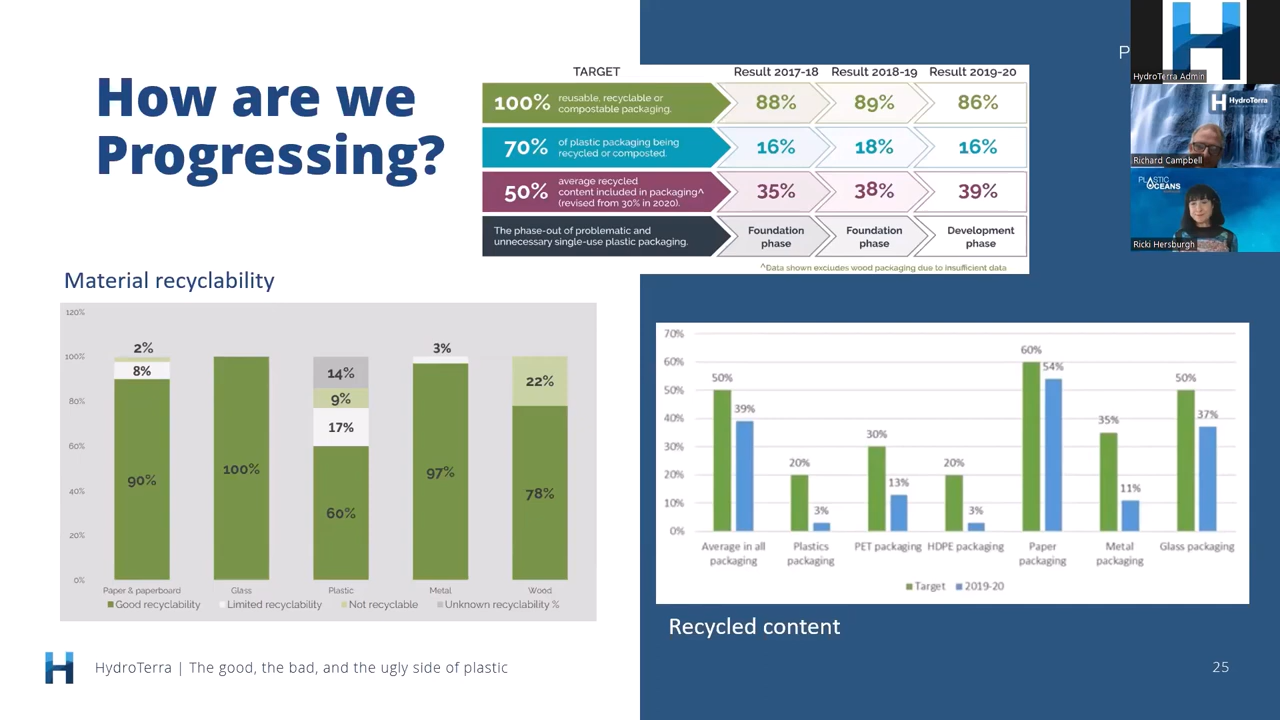 How are we
Progressing?
TARGET Result 2017-18 Result 2018-19 Result 2019-20
100% reusable, recyclable or
compostable packaging. 88% 89% 86%
70% of plastic packaging being
recycled or composted. 16% 18% 16%
50% average recycled
content included in packaging^
(revised from 30% in 2020). 35% 38% 39%
The phase-out of problematic and
unnecessary single-use plastic packaging.
Foundation
phase
Foundation
phase
Development
phase
^Data shown excludes wood packaging due to insufficient data
P
HydroTerra Admin
HydroTerra
Richard Campbell
PLASTIC
OCEANS
Ricki Hersburgh
Material recyclability
120%
100%
80%
60%
40%
20%
0%
2%
8%
90%
100%
14%
9%
17%
60%
3%
97%
22%
78%
Paper & paperboard Glass Plastic Metal Wood
Good recyclability Limited recyclability Not recyclable Unknown recyclability %
70%
60%
50%
40%
30%
20%
10%
0%
50% 39%
20% 3%
30% 13%
20% 3%
60% 54%
35% 11%
50% 37%
Average in all
packaging
Plastics
packaging
PET packaging
HDPE packaging
Paper
packaging
Metal
packaging
Glass packaging
Target 2019-20
Recycled content
HydroTerra | The good, the bad, and the ugly side of plastic
25